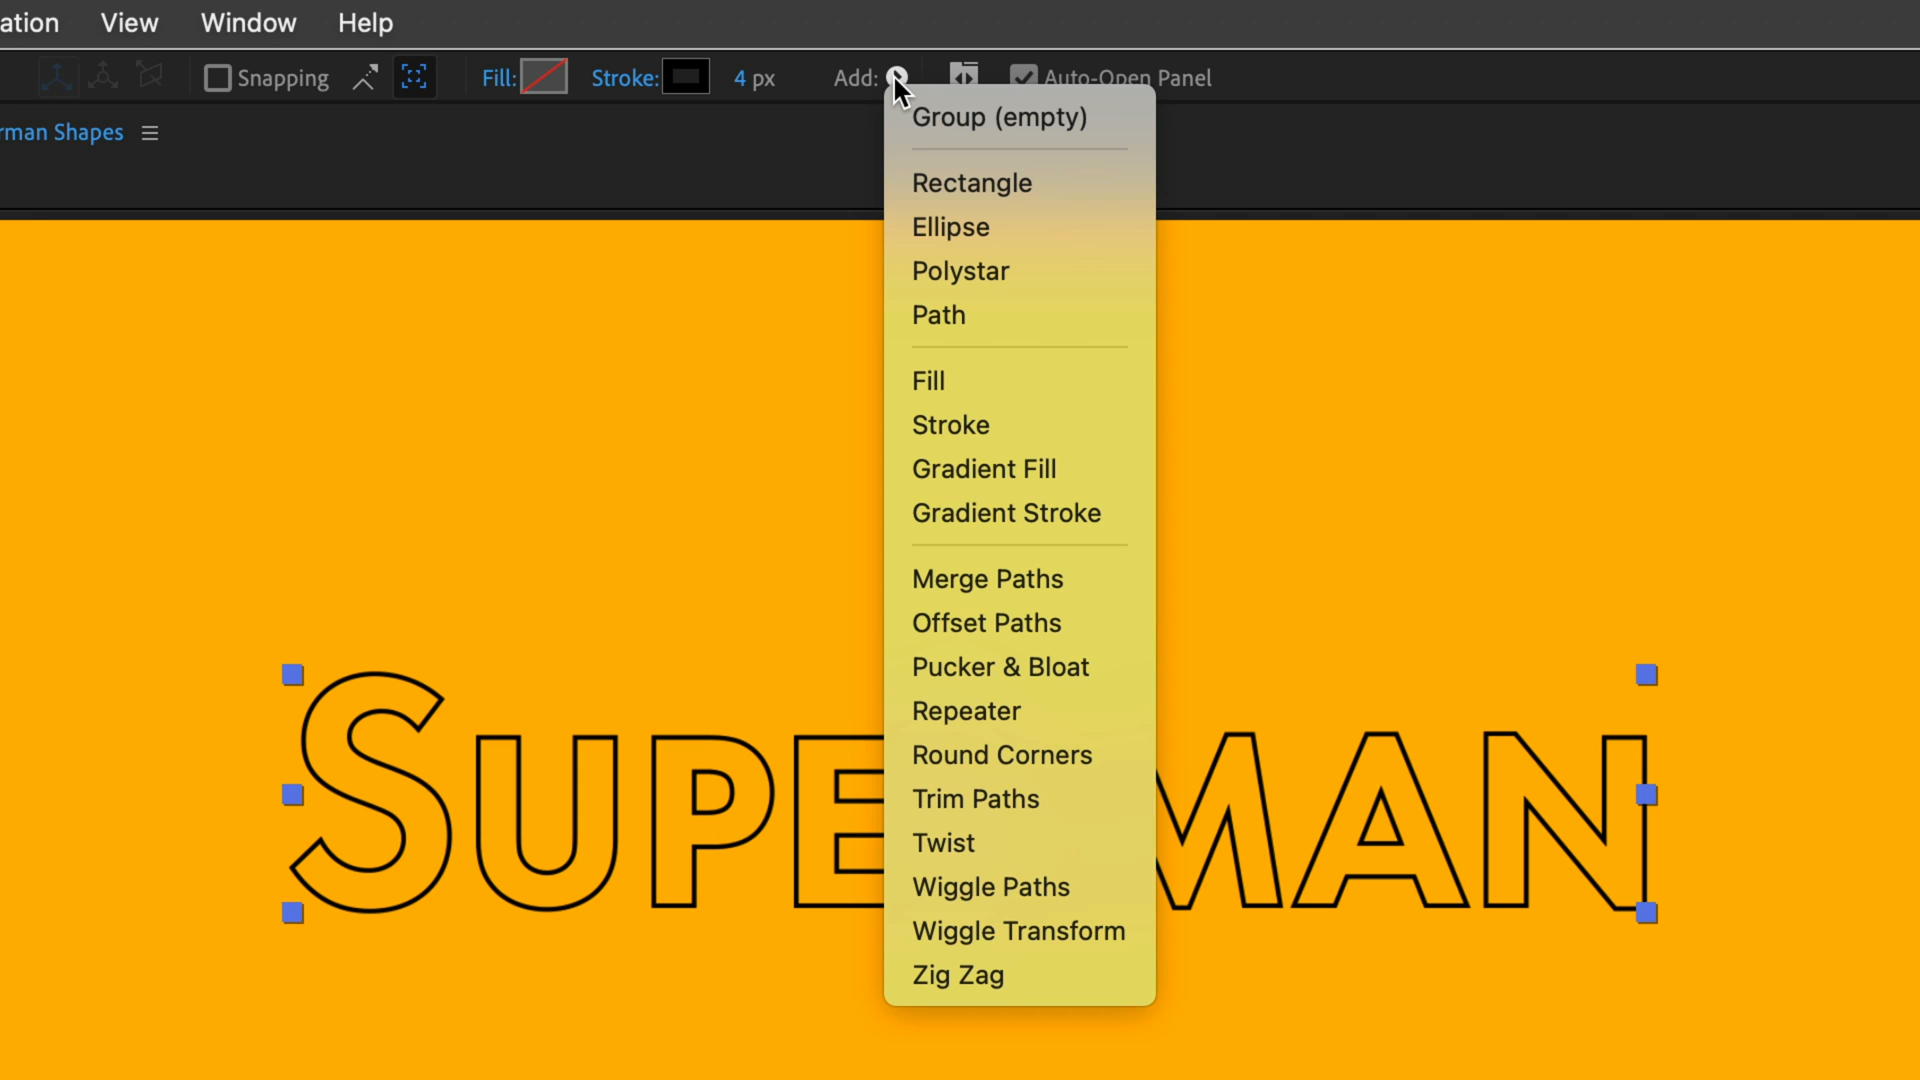 ation View Window Help
Snapping Fill: Stroke: 4 px Add: Auto-Open Panel
rman Shapes
Group (empty)
Rectangle
Ellipse
Polystar
Path
Fill
Stroke
Gradient Fill
Gradient Stroke
Merge Paths
Offset Paths
Pucker & Bloat
Repeater
Round Corners
Trim Paths
Twist
Wiggle Paths
Wiggle Transform
Zig Zag
SUPE MAN